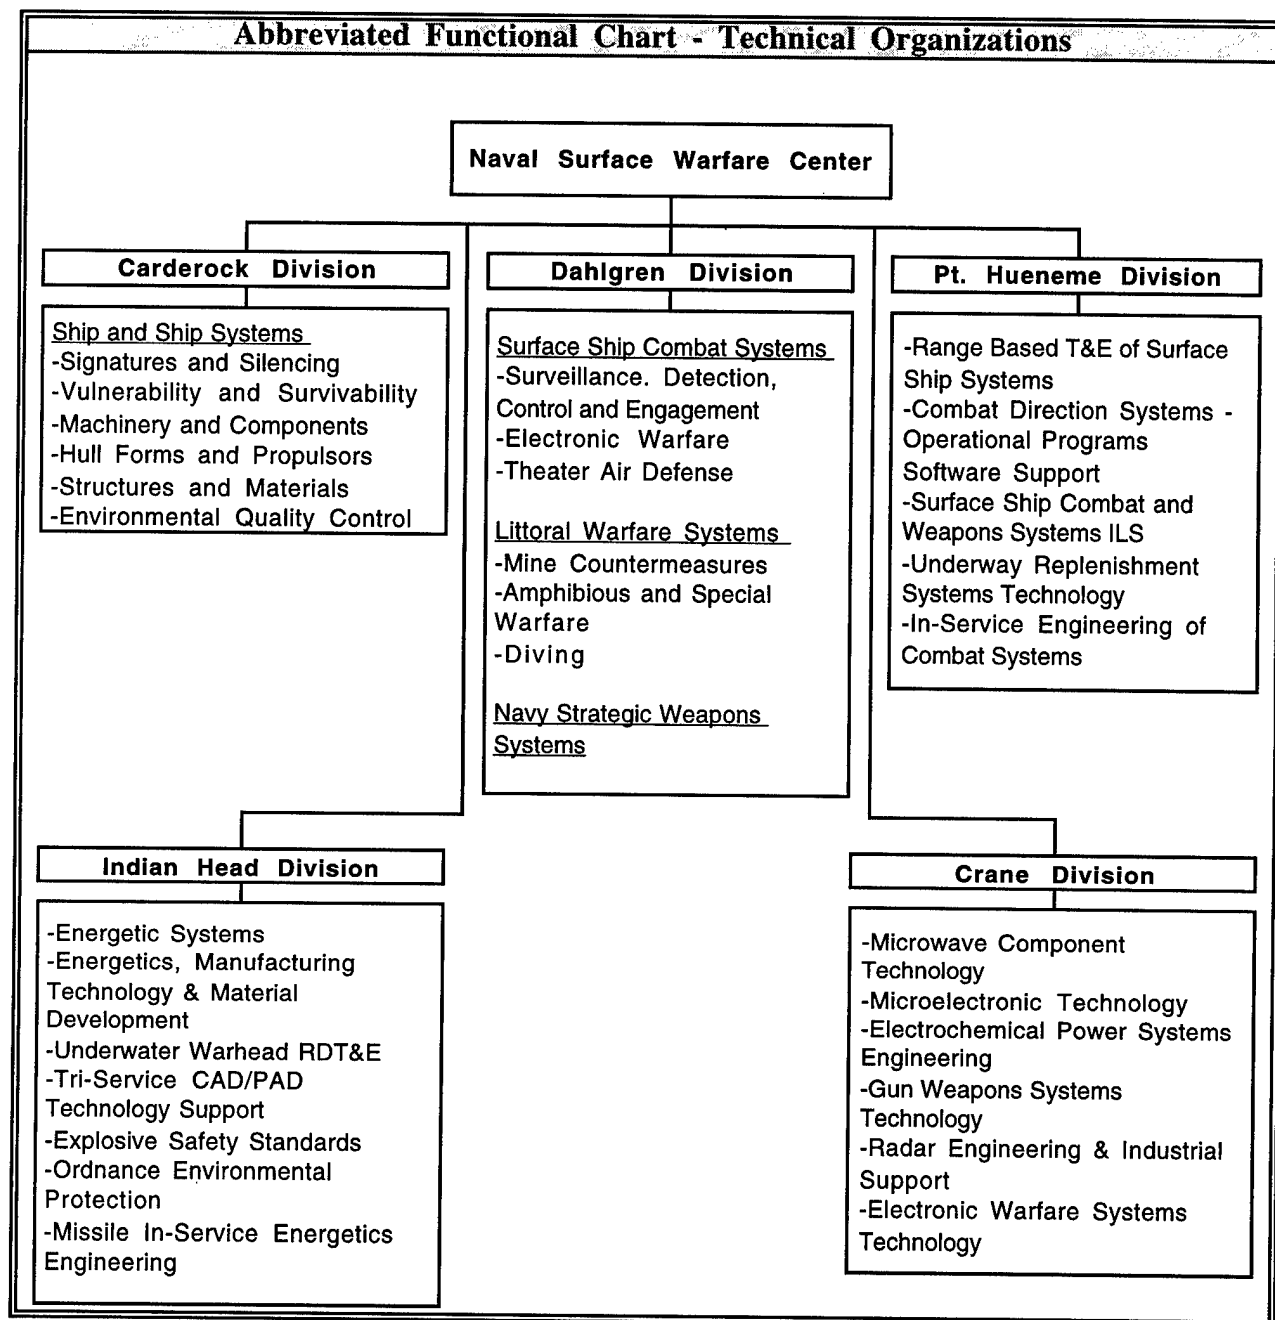 Abbreviated Functional Chart - Technical Organizations
Naval Surface Warfare Center
Carderock Division
Ship and Ship Systems
-Signatures and Silencing
-Vulnerability and Survivability
-Machinery and Components
-Hull Forms and Propulsors
-Structures and Materials
-Environmental Quality Control
Dahlgren Division
Surface Ship Combat Systems
-Surveillance. Detection,
Control and Engagement
-Electronic Warfare
-Theater Air Defense
Littoral Warfare Systems
-Mine Countermeasures
-Amphibious and Special
Warfare
-Diving
Navy Strategic Weapons
Systems
Pt. Hueneme Division
-Range Based T&E of Surface
Ship Systems
-Combat Direction Systems -
Operational Programs
Software Support
-Surface Ship Combat and
Weapons Systems ILS
-Underway Replenishment
Systems Technology
-In-Service Engineering of
Combat Systems
Indian Head Division
-Energetic Systems
-Energetics, Manufacturing
Technology & Material
Development
-Underwater Warhead RDT&E
-Tri-Service CAD/PAD
Technology Support
-Explosive Safety Standards
-Ordnance Environmental
Protection
-Missile In-Service Energetics
Engineering
Crane Division
-Microwave Component
Technology
-Microelectronic Technology
-Electrochemical Power Systems
Engineering
-Gun Weapons Systems
Technology
-Radar Engineering & Industrial
Support
-Electronic Warfare Systems
Technology